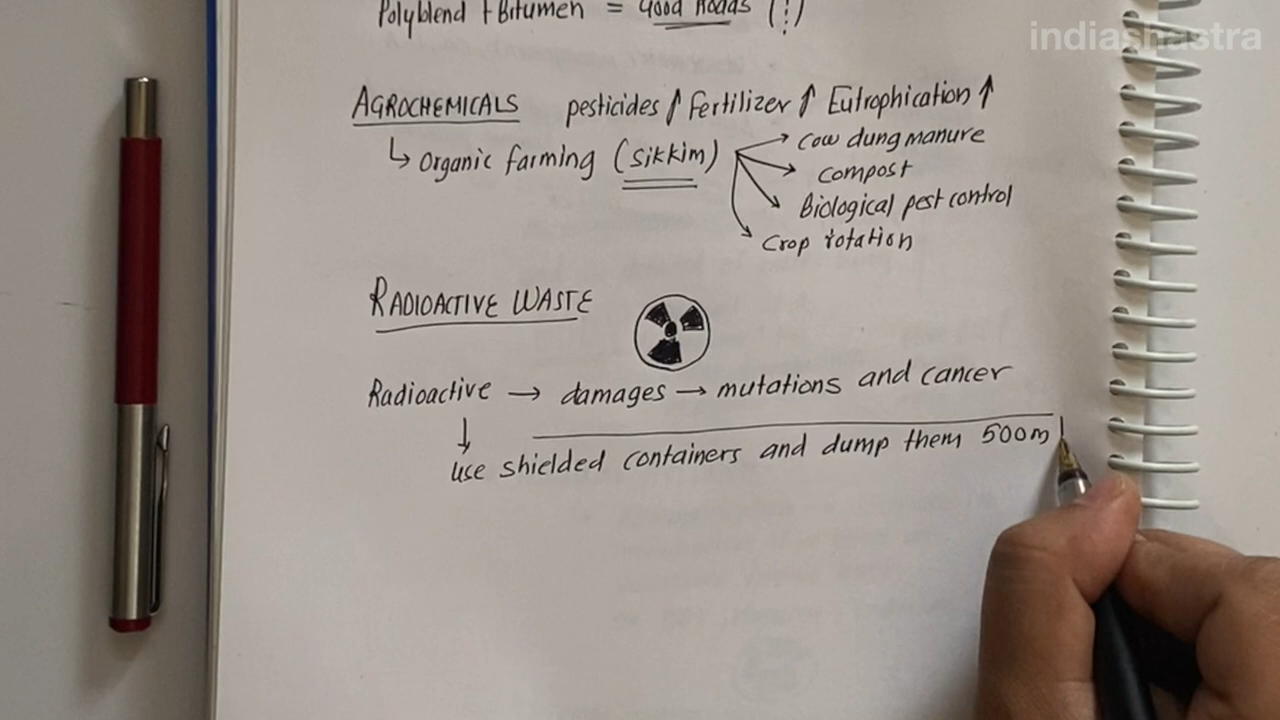 indiashastra
Polyblend + Bitumen = Good Roads (!)
AGROCHEMICALS pesticides ↑ Fertilizer ↑ Eutrophication ↑
↳ Organic farming (Sikkim) → Cow dung manure
→ Compost
→ Biological pest control
→ Crop rotation
RADIOACTIVE WASTE
Radioactive → damages → mutations and cancer
↓
use shielded containers and dump them 500m